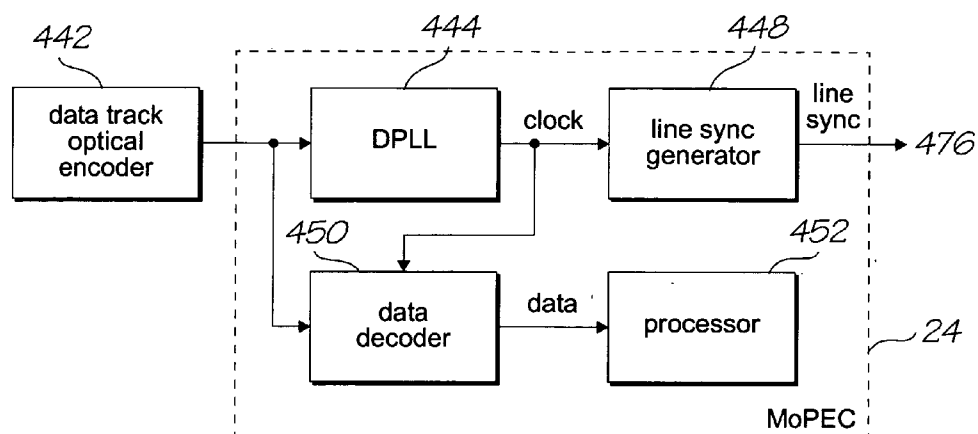 442
444
448
data track
optical
encoder
DPLL
clock
line sync
generator
line
sync
476
450
452
data
decoder
data
processor
24
MoPEC